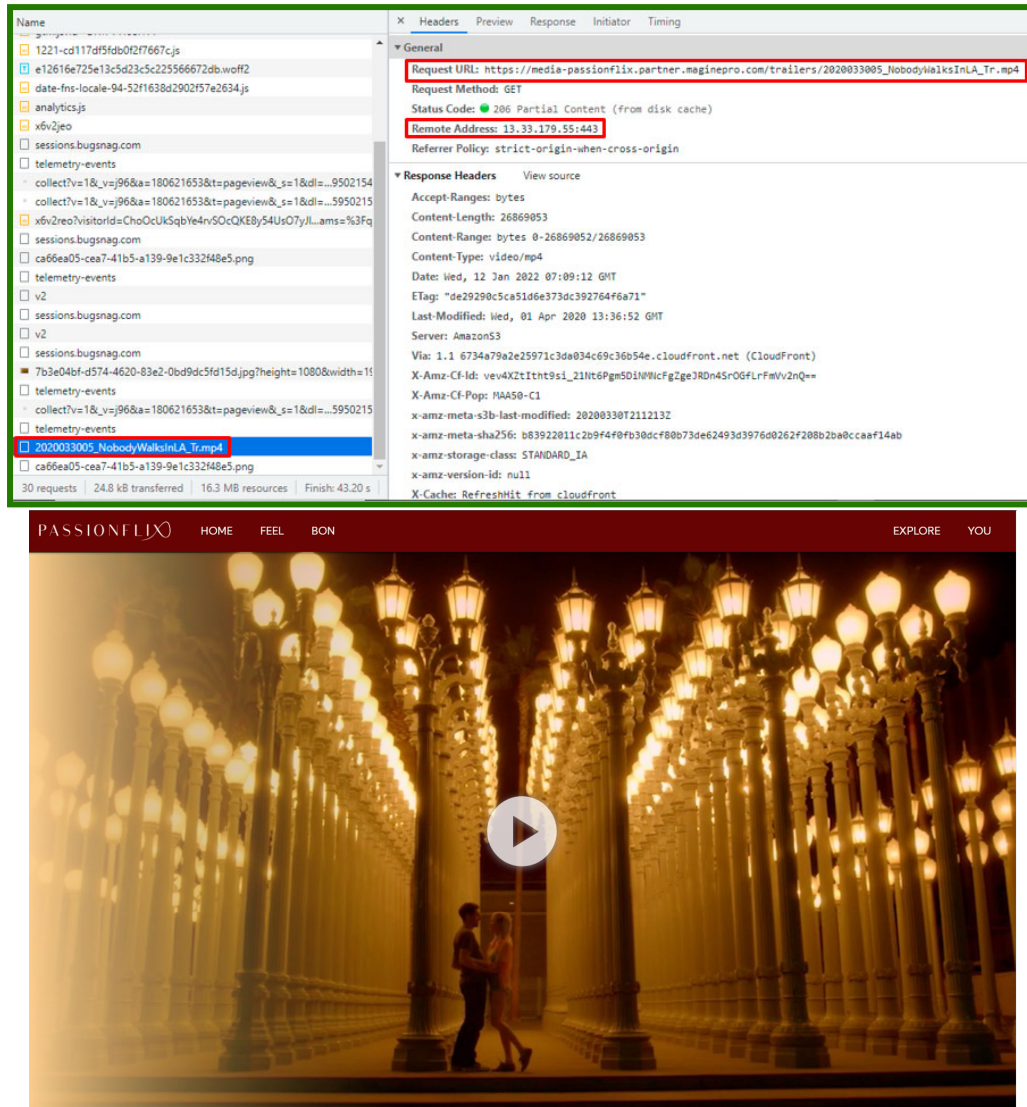 Name
1221-cd117df5fdb0f2f7667c.js
e12616e725e13c5d23c5c225566672db.woff2
date-fns-locale-94-52f1638d2902f57e2634.js
analytics.js
x6v2jeo
sessions.bugsnag.com
telemetry-events
collect?v=1&_v=j96&a=180621653&t=pageview&_s=1&dl=...9502154
collect?v=1&_v=j96&a=180621653&t=pageview&_s=1&dl=...5950215
x6v2reo?visitorId=ChoOcUkSqbYe4rvSOcQKE8y54UsO7yJl...ams=%3Fq
sessions.bugsnag.com
ca66ea05-cea7-41b5-a139-9e1c332f48e5.png
telemetry-events
v2
sessions.bugsnag.com
v2
sessions.bugsnag.com
7b3e04bf-d574-4620-83e2-0bd9dc5fd15d.jpg?height=1080&width=19
telemetry-events
collect?v=1&_v=j96&a=180621653&t=pageview&_s=1&dl=...5950215
telemetry-events
2020033005_NobodyWalksInLA_Tr.mp4
ca66ea05-cea7-41b5-a139-9e1c332f48e5.png
30 requests 24.8 kB transferred 16.3 MB resources Finish: 43.20 s
× Headers Preview Response Initiator Timing
▾ General
Request URL: https://media-passionflix.partner.maginepro.com/trailers/2020033005_NobodyWalksInLA_Tr.mp4
Request Method: GET
Status Code: 206 Partial Content (from disk cache)
Remote Address: 13.33.179.55:443
Referrer Policy: strict-origin-when-cross-origin
▾ Response Headers View source
Accept-Ranges: bytes
Content-Length: 26869053
Content-Range: bytes 0-26869052/26869053
Content-Type: video/mp4
Date: Wed, 12 Jan 2022 07:09:12 GMT
ETag: "de29290c5ca51d6e373dc392764f6a71"
Last-Modified: Wed, 01 Apr 2020 13:36:52 GMT
Server: AmazonS3
Via: 1.1 6734a79a2e25971c3da034c69c36b54e.cloudfront.net (CloudFront)
X-Amz-Cf-Id: vev4XZtItht9si_21Nt6Pgm5DiNMNcFgZgeJRDn4SrOGfLrFmVv2nQ==
X-Amz-Cf-Pop: MAA50-C1
x-amz-meta-s3b-last-modified: 20200330T211213Z
x-amz-meta-sha256: b83922011c2b9f4f0fb30dcf80b73de62493d3976d0262f208b2ba0ccaaf14ab
x-amz-storage-class: STANDARD_IA
x-amz-version-id: null
X-Cache: RefreshHit from cloudfront
PASSIONFLIX HOME FEEL BON EXPLORE YOU